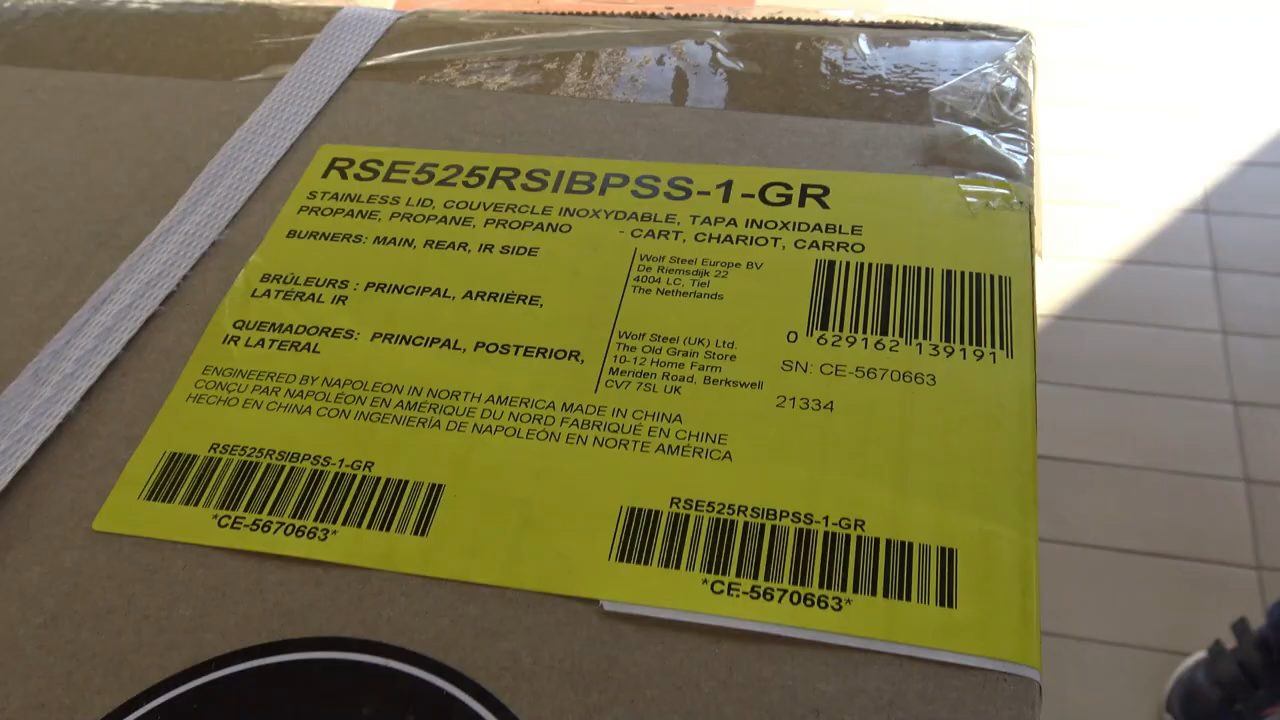 RSE525RSIBPSS-1-GR
STAINLESS LID, COUVERCLE INOXYDABLE, TAPA INOXIDABLE
PROPANE, PROPANE, PROPANO - CART, CHARIOT, CARRO
BURNERS: MAIN, REAR, IR SIDE
BRÛLEURS : PRINCIPAL, ARRIÈRE,
LATÉRAL IR
QUEMADORES: PRINCIPAL, POSTERIOR,
IR LATERAL
Wolf Steel Europe BV
De Riemsdijk 22
4004 LC, Tiel
The Netherlands
Wolf Steel (UK) Ltd.
The Old Grain Store
10-12 Home Farm
Meriden Road, Berkswell
CV7 7SL UK
0 629162 139191
SN: CE-5670663
21334
ENGINEERED BY NAPOLEON IN NORTH AMERICA MADE IN CHINA
CONÇU PAR NAPOLÉON EN AMÉRIQUE DU NORD FABRIQUÉ EN CHINE
HECHO EN CHINA CON INGENIERÍA DE NAPOLEÓN EN NORTE AMÉRICA
RSE525RSIBPSS-1-GR
*CE-5670663*
RSE525RSIBPSS-1-GR
*CE-5670663*